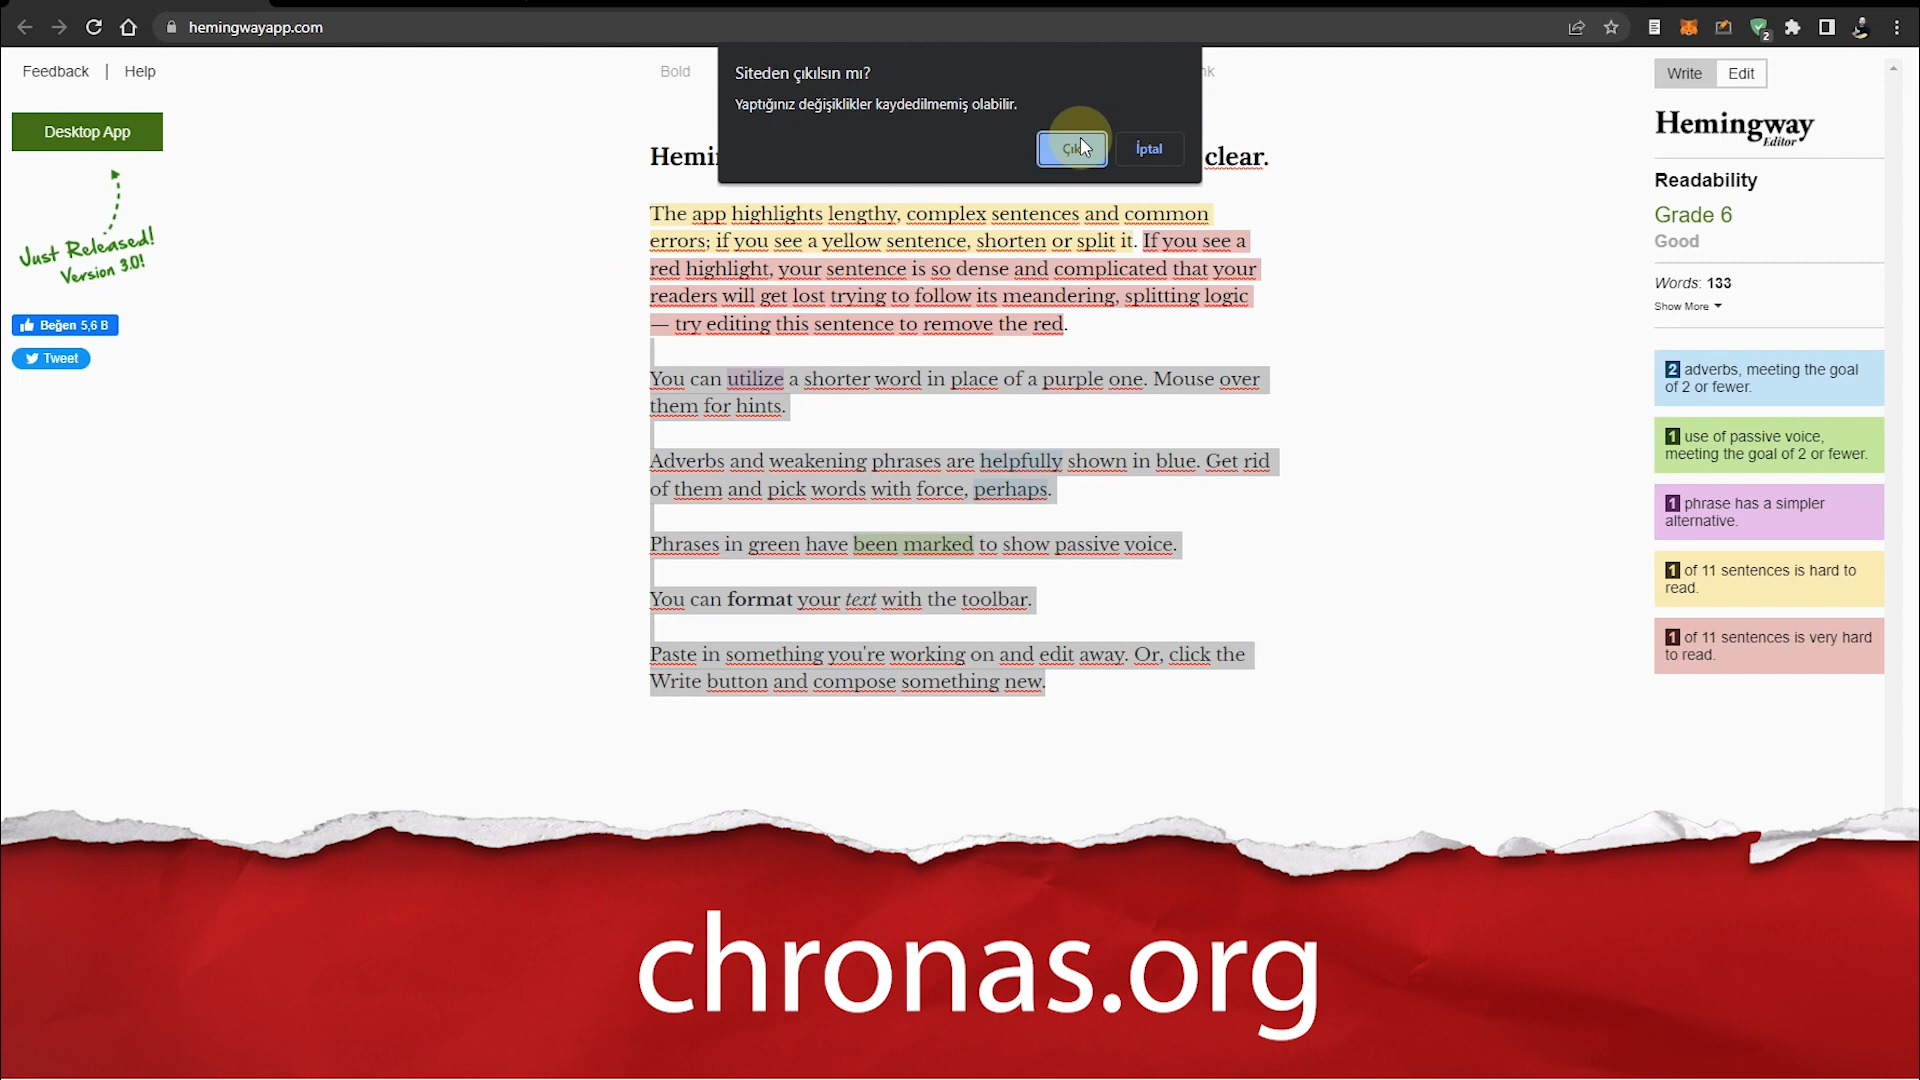 hemingwayapp.com
2
Feedback | Help
Bold
nk
Siteden çıkılsın mı?
Yaptığınız değişiklikler kaydedilmemiş olabilir.
İptal
Write Edit
Desktop App
Just Released!
Version 3.0!
Beğen 5,6 B
Tweet
Hemi
clear.
The app highlights lengthy, complex sentences and common
errors; if you see a yellow sentence, shorten or split it. If you see a
red highlight, your sentence is so dense and complicated that your
readers will get lost trying to follow its meandering, splitting logic
— try editing this sentence to remove the red.
You can utilize a shorter word in place of a purple one. Mouse over
them for hints.
Adverbs and weakening phrases are helpfully shown in blue. Get rid
of them and pick words with force, perhaps.
Phrases in green have been marked to show passive voice.
You can format your text with the toolbar.
Paste in something you're working on and edit away. Or, click the
Write button and compose something new.
Hemingway
Editor
Readability
Grade 6
Good
Words: 133
Show More
2 adverbs, meeting the goal
of 2 or fewer.
1 use of passive voice,
meeting the goal of 2 or fewer.
1 phrase has a simpler
alternative.
1 of 11 sentences is hard to
read.
1 of 11 sentences is very hard
to read.
chronas.org